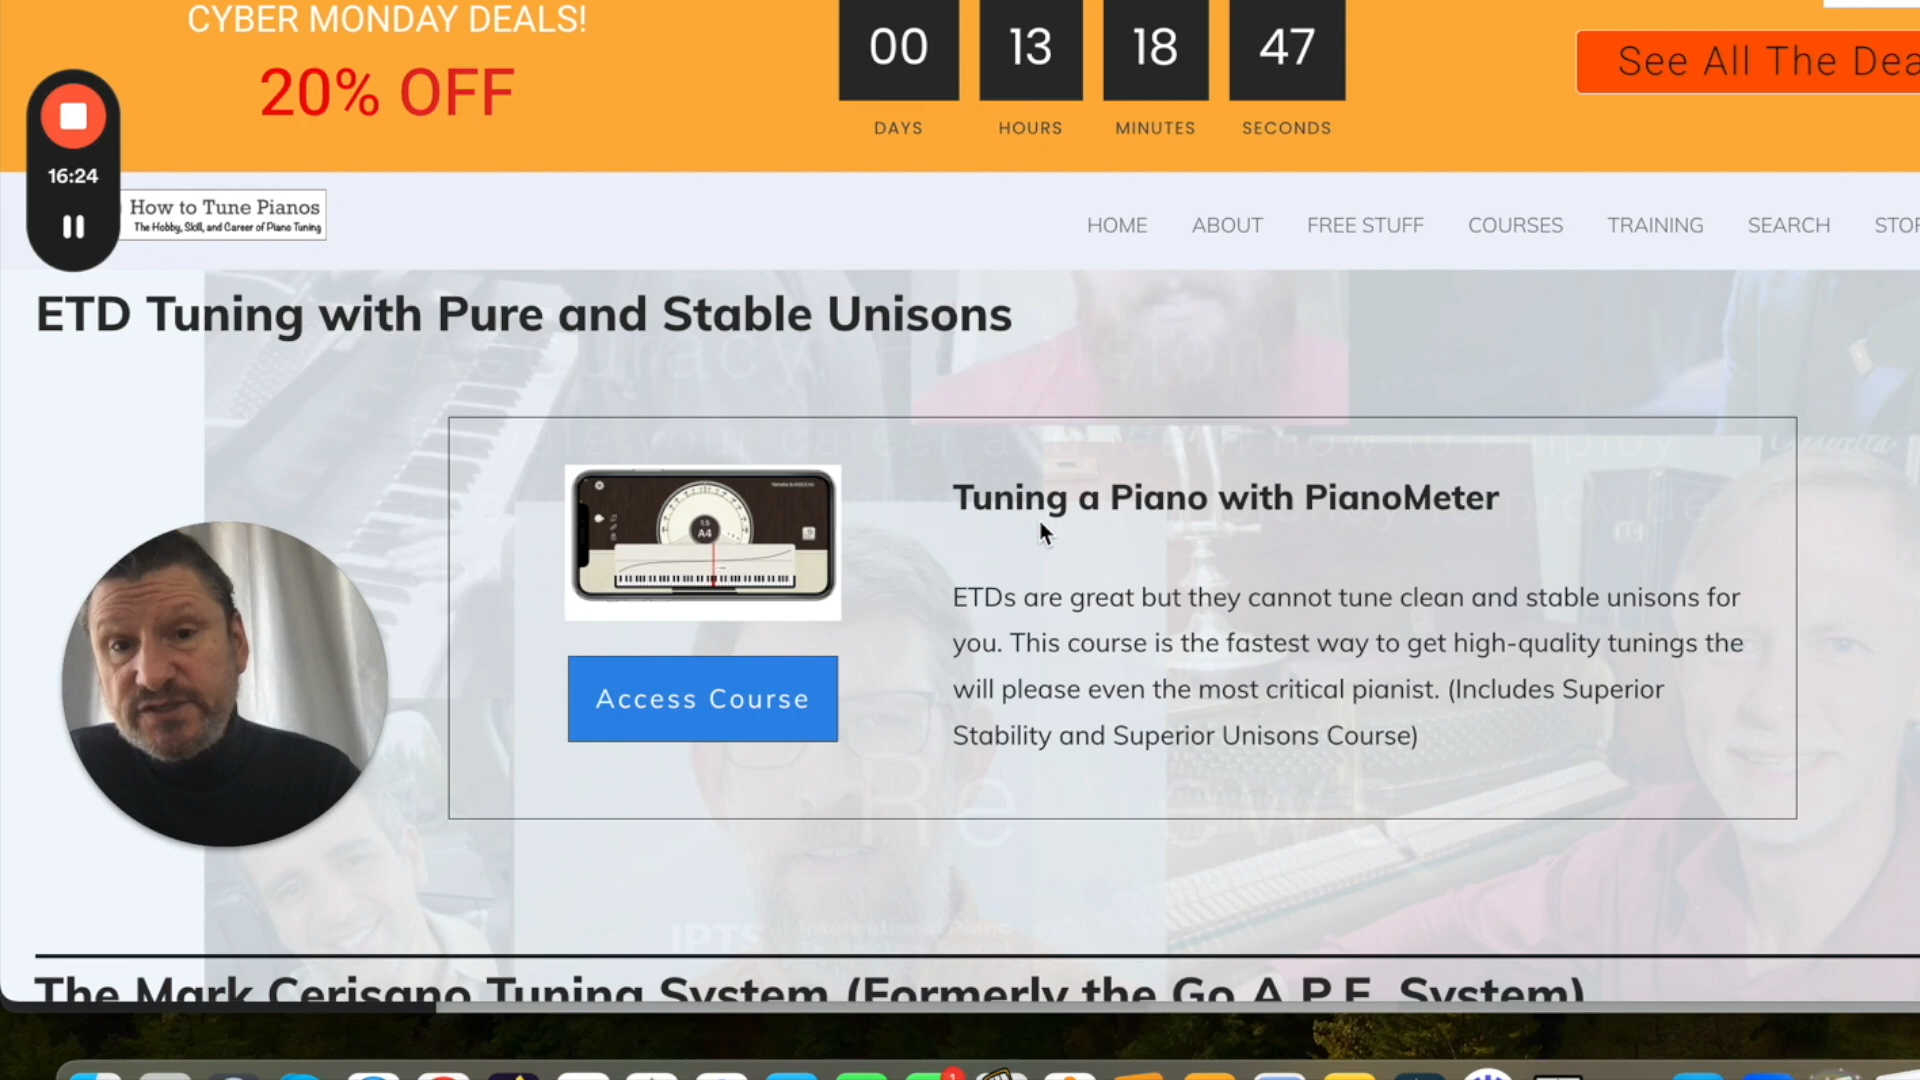 CYBER MONDAY DEALS!
20% OFF
00 13 18 47
DAYS HOURS MINUTES SECONDS
See All The Dea
16:24
How to Tune Pianos
The Hobby, Skill, and Career of Piano Tuning
HOME ABOUT FREE STUFF COURSES TRAINING SEARCH STOR
ETD Tuning with Pure and Stable Unisons
Tuning a Piano with PianoMeter
1.5
A4
ETDs are great but they cannot tune clean and stable unisons for
you. This course is the fastest way to get high-quality tunings the
will please even the most critical pianist. (Includes Superior
Stability and Superior Unisons Course)
Access Course
The Mark Cerisano Tuning System (Formerly the Go A.P.E. System)
1